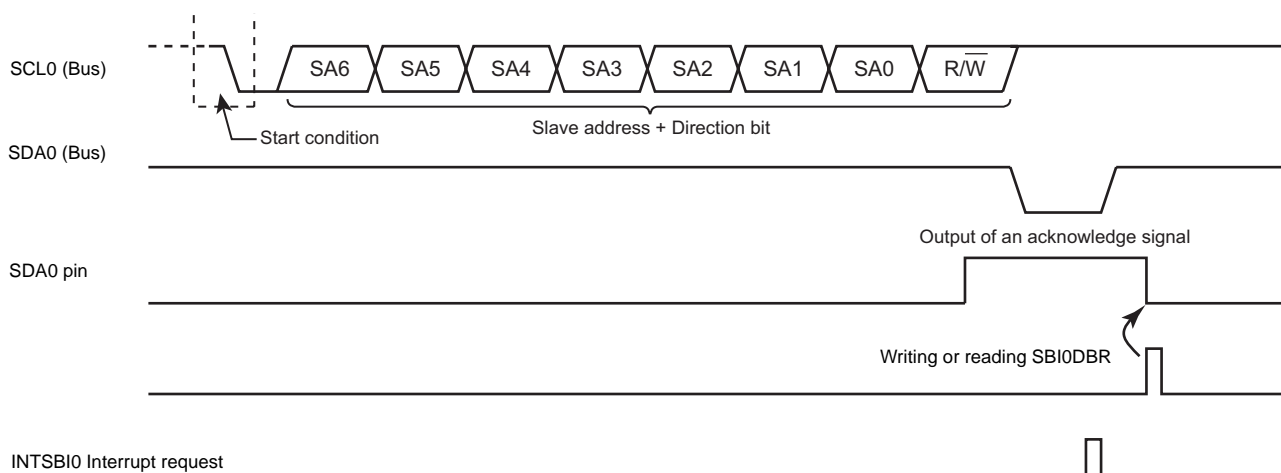 SCL0 (Bus)
SA6 SA5 SA4 SA3 SA2 SA1 SA0 R/W̅
Start condition
Slave address + Direction bit
SDA0 (Bus)
Output of an acknowledge signal
SDA0 pin
Writing or reading SBI0DBR
INTSBI0 Interrupt request